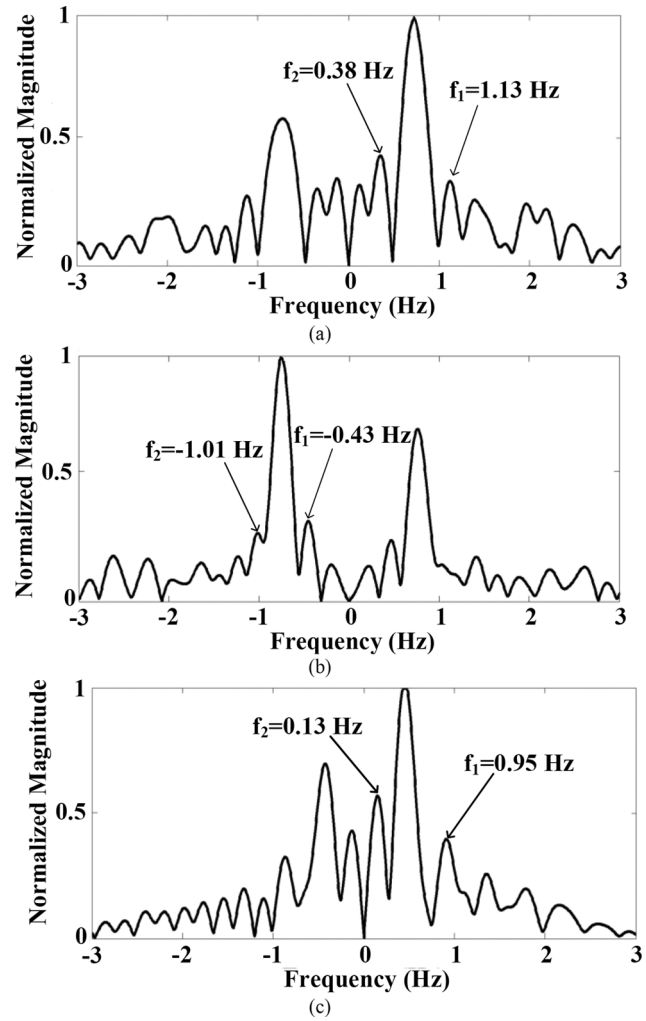 1
f₂=0.38 Hz
f₁=1.13 Hz
0.5
Normalized Magnitude
0
-3 -2 -1 0 1 2 3
Frequency (Hz)
(a)
1
f₂=-1.01 Hz
f₁=-0.43 Hz
0.5
Normalized Magnitude
0
-3 -2 -1 0 1 2 3
Frequency (Hz)
(b)
1
f₂=0.13 Hz
f₁=0.95 Hz
0.5
Normalized Magnitude
0
-3 -2 -1 0 1 2 3
Frequency (Hz)
(c)